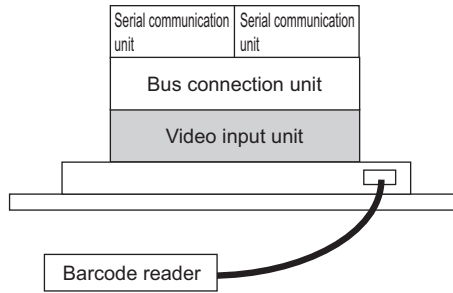 Serial communication unit
Serial communication unit
Bus connection unit
Video input unit
Barcode reader